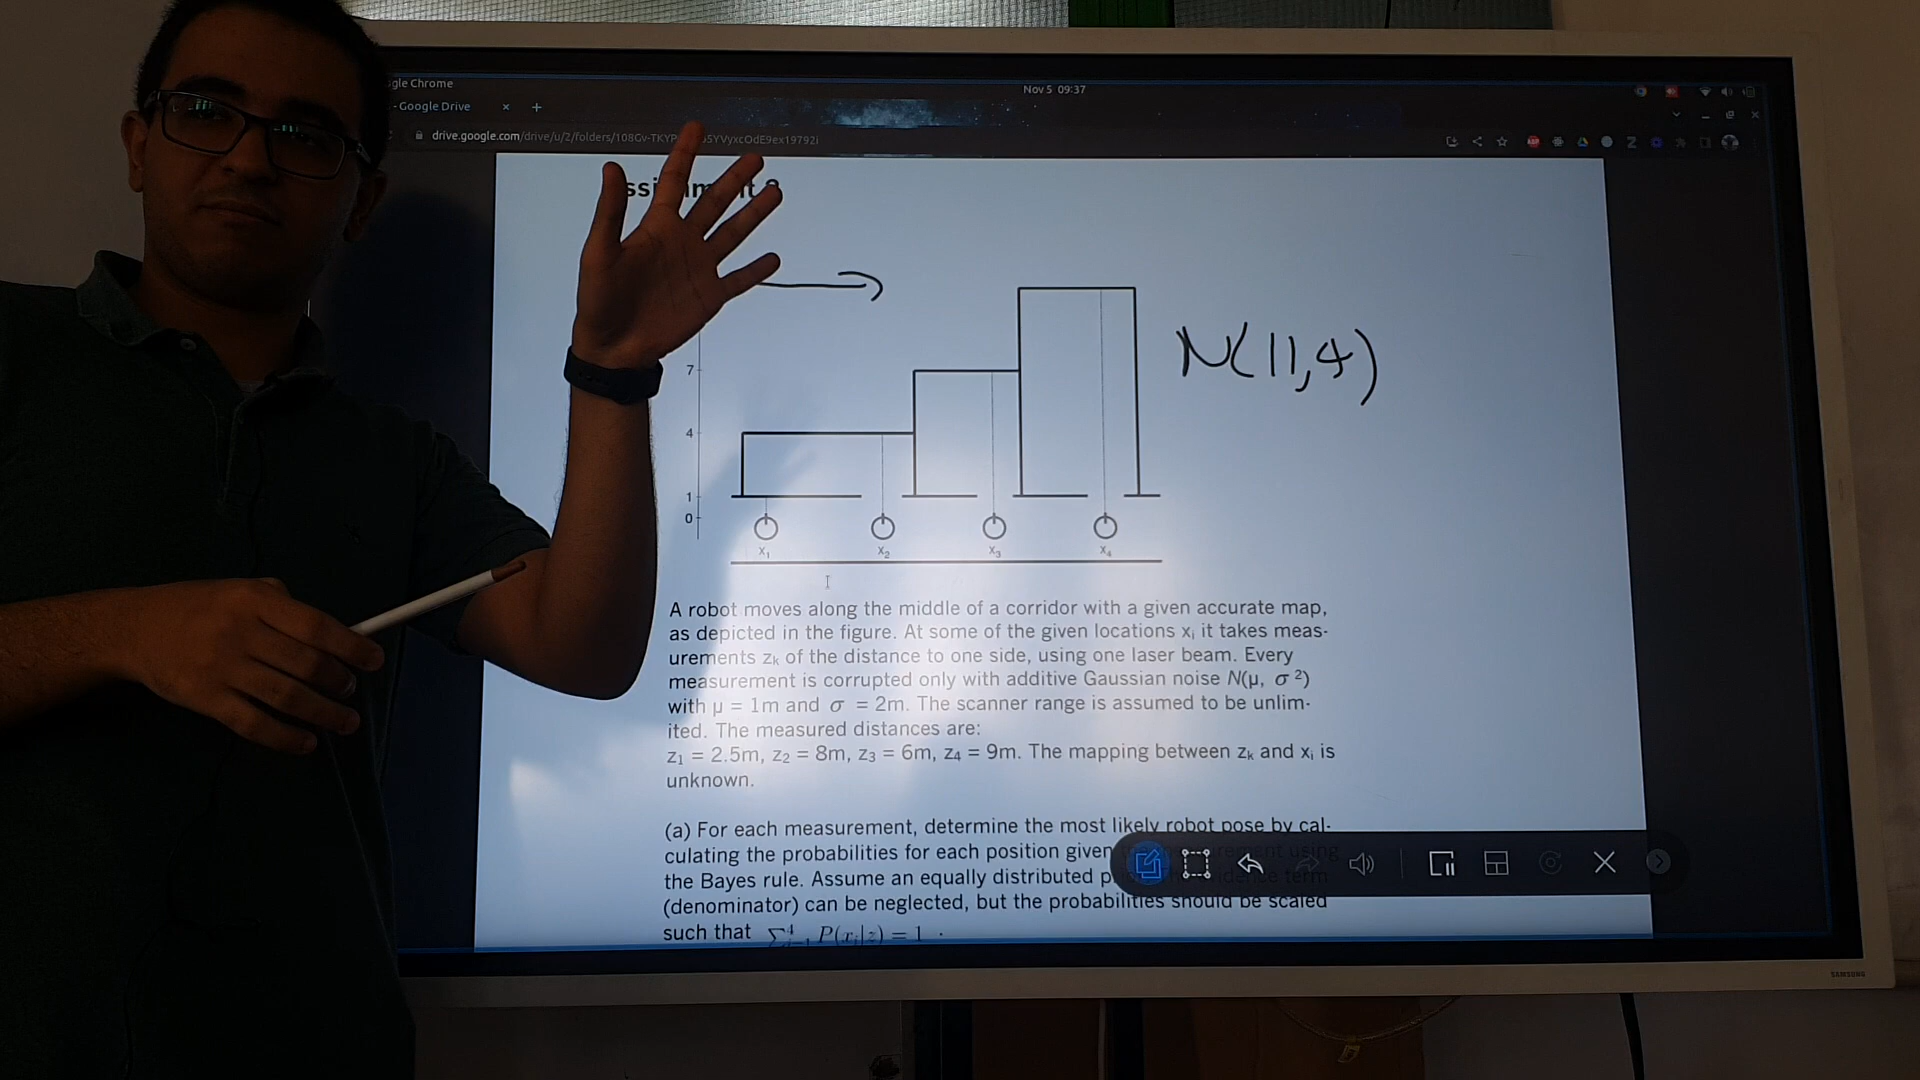 gle Chrome
Nov 5 09:37
- Google Drive
drive.google.com/drive/u/2/folders/108Gv-TKYP
7
4
1
0
x₁
x₂
x₃
x₄
N(11,4)
A robot moves along the middle of a corridor with a given accurate map,
as depicted in the figure. At some of the given locations xᵢ it takes meas-
urements zₖ of the distance to one side, using one laser beam. Every
measurement is corrupted only with additive Gaussian noise N(μ, σ²)
with μ = 1m and σ = 2m. The scanner range is assumed to be unlim-
ited. The measured distances are:
z₁ = 2.5m, z₂ = 8m, z₃ = 6m, z₄ = 9m. The mapping between zₖ and xᵢ is
unknown.
(a) For each measurement, determine the most likely robot pose by cal-
culating the probabilities for each position given
the Bayes rule. Assume an equally distributed
(denominator) can be neglected, but the probabilities should be scaled
such that P(xᵢ|z) = 1 .
SAMSUNG